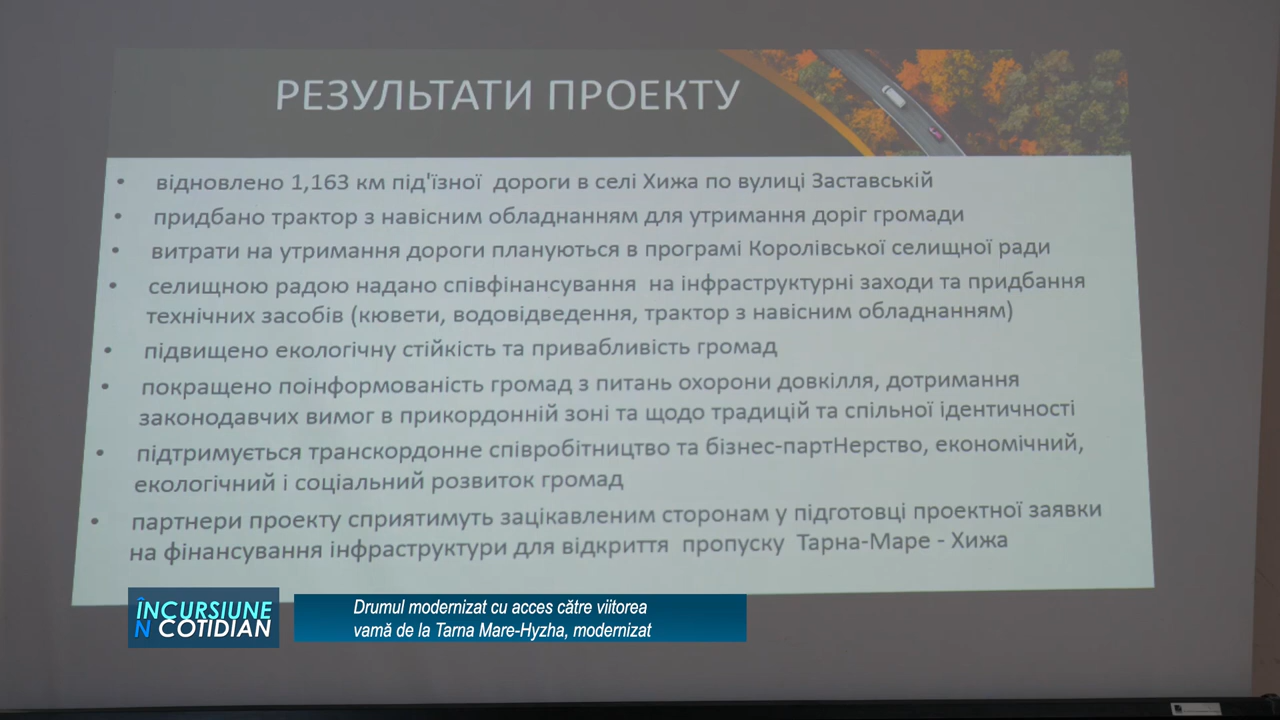 РЕЗУЛЬТАТИ ПРОЕКТУ
• відновлено 1,163 км під'їзної дороги в селі Хижа по вулиці Заставській
• придбано трактор з навісним обладнанням для утримання доріг громади
• витрати на утримання дороги плануються в програмі Королівської селищної ради
• селищною радою надано співфінансування на інфраструктурні заходи та придбання
технічних засобів (кювети, водовідведення, трактор з навісним обладнанням)
• підвищено екологічну стійкість та привабливість громад
• покращено поінформованість громад з питань охорони довкілля, дотримання
законодавчих вимог в прикордонній зоні та щодо традицій та спільної ідентичності
• підтримується транскордонне співробітництво та бізнес-партНерство, економічний,
екологічний і соціальний розвиток громад
• партнери проекту сприятимуть зацікавленим сторонам у підготовці проектної заявки
на фінансування інфраструктури для відкриття пропуску Тарна-Маре - Хижа
ÎNCURSIUNE
N COTIDIAN
Drumul modernizat cu acces către viitorea
vamă de la Tarna Mare-Hyzha, modernizat